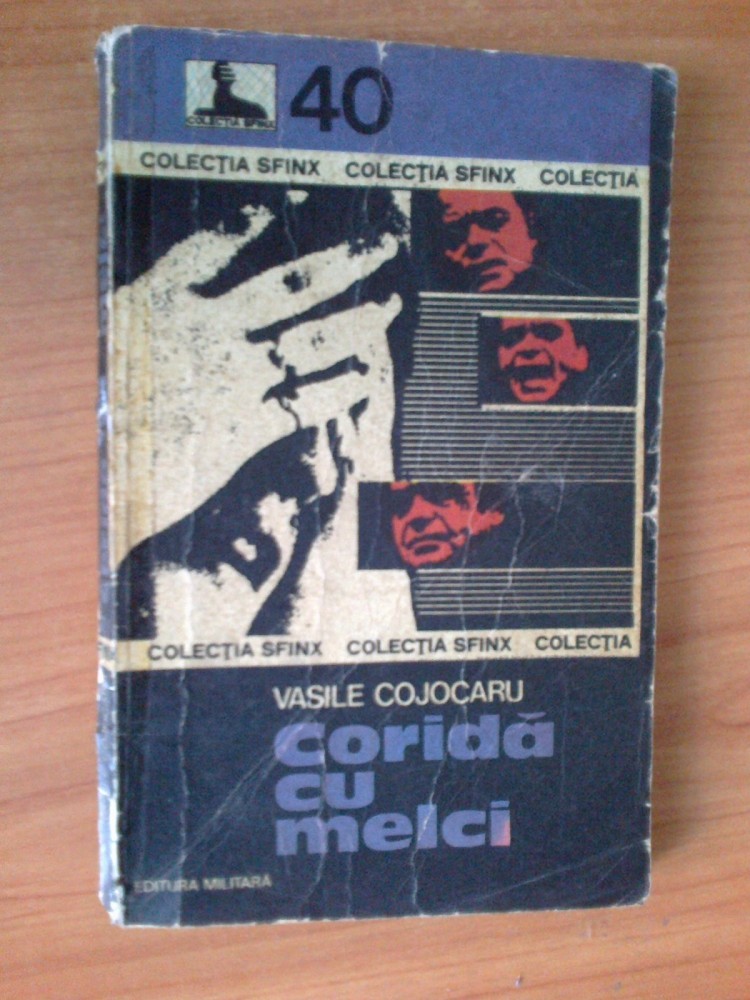 COLECȚIA SFINX
40
COLECȚIA SFINX COLECȚIA SFINX COLECȚIA
COLECȚIA SFINX COLECȚIA SFINX COLECȚIA
VASILE COJOCARU
coridă
cu
melci
EDITURA MILITARĂ